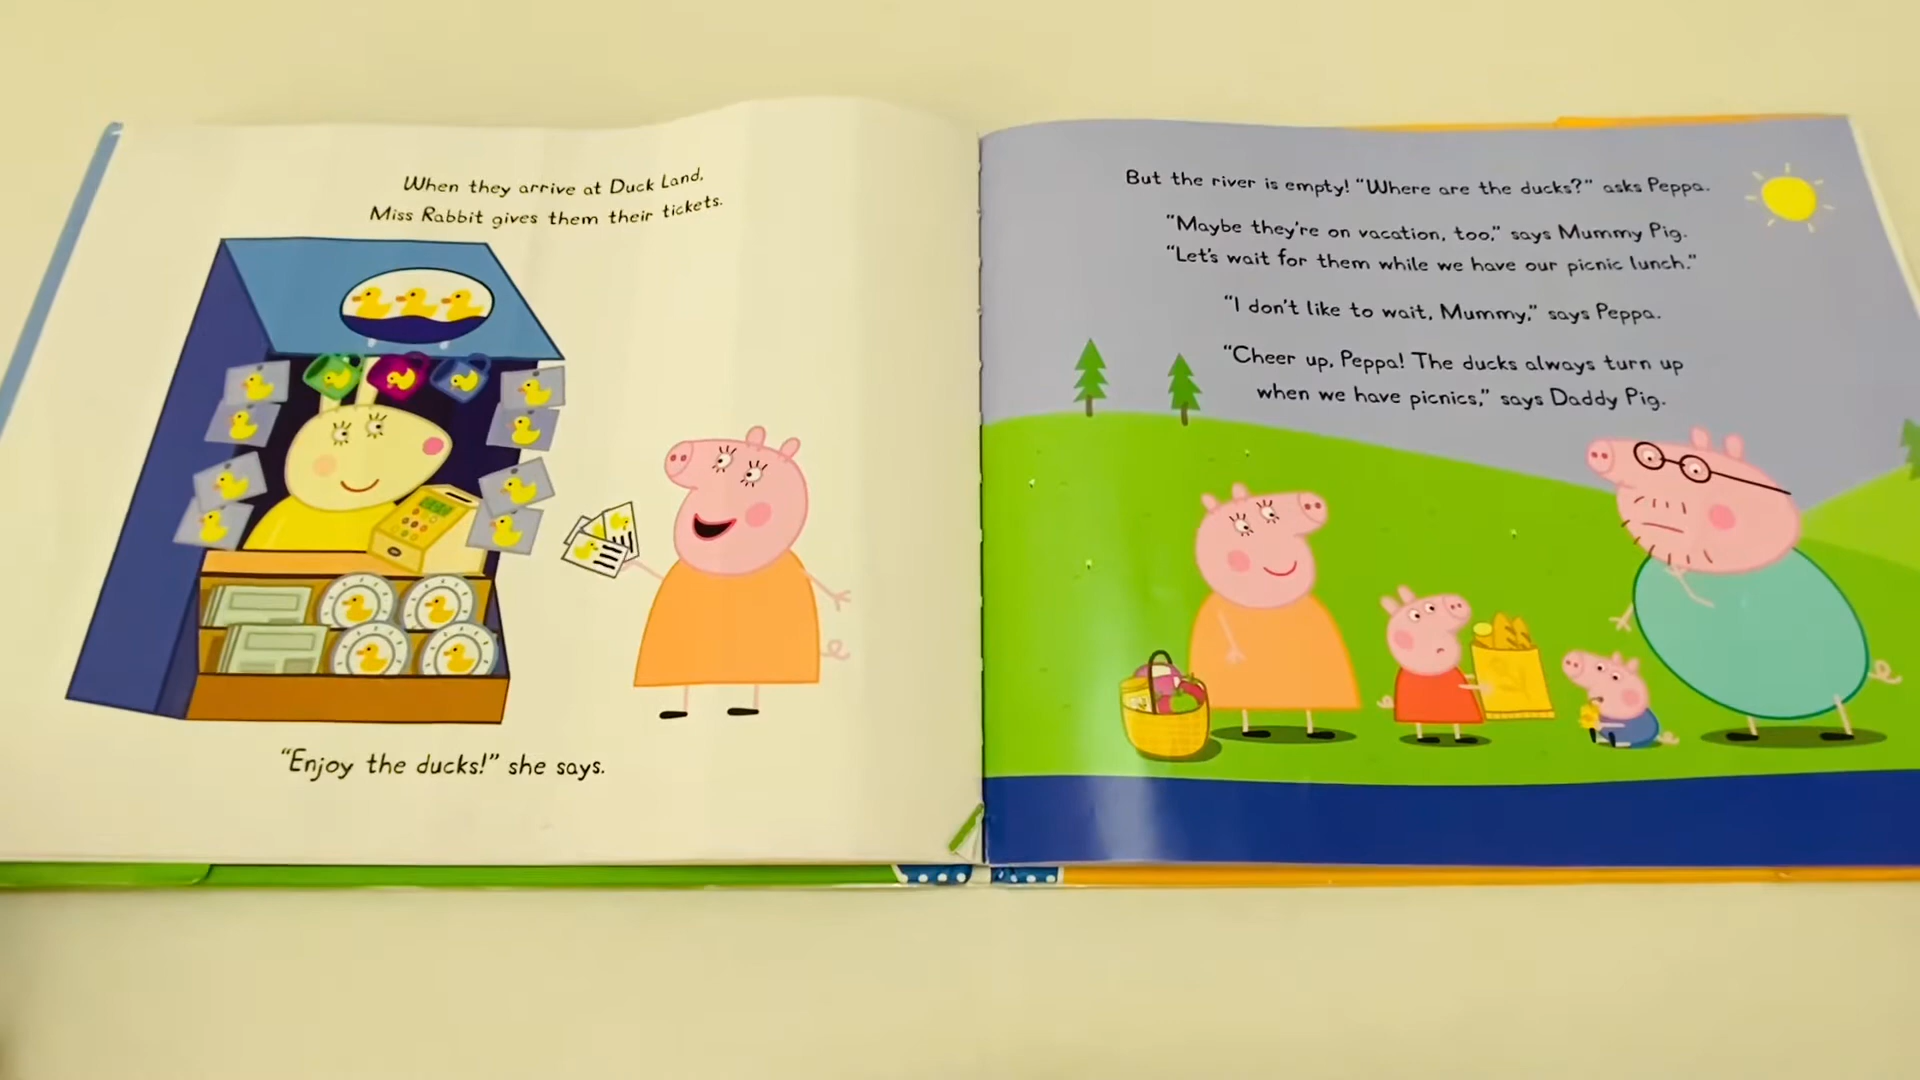 When they arrive at Duck Land,
Miss Rabbit gives them their tickets.
“Enjoy the ducks!” she says.
But the river is empty! “Where are the ducks?” asks Peppa.
“Maybe they’re on vacation, too,” says Mummy Pig.
“Let’s wait for them while we have our picnic lunch.”
“I don’t like to wait, Mummy,” says Peppa.
“Cheer up, Peppa! The ducks always turn up
when we have picnics,” says Daddy Pig.